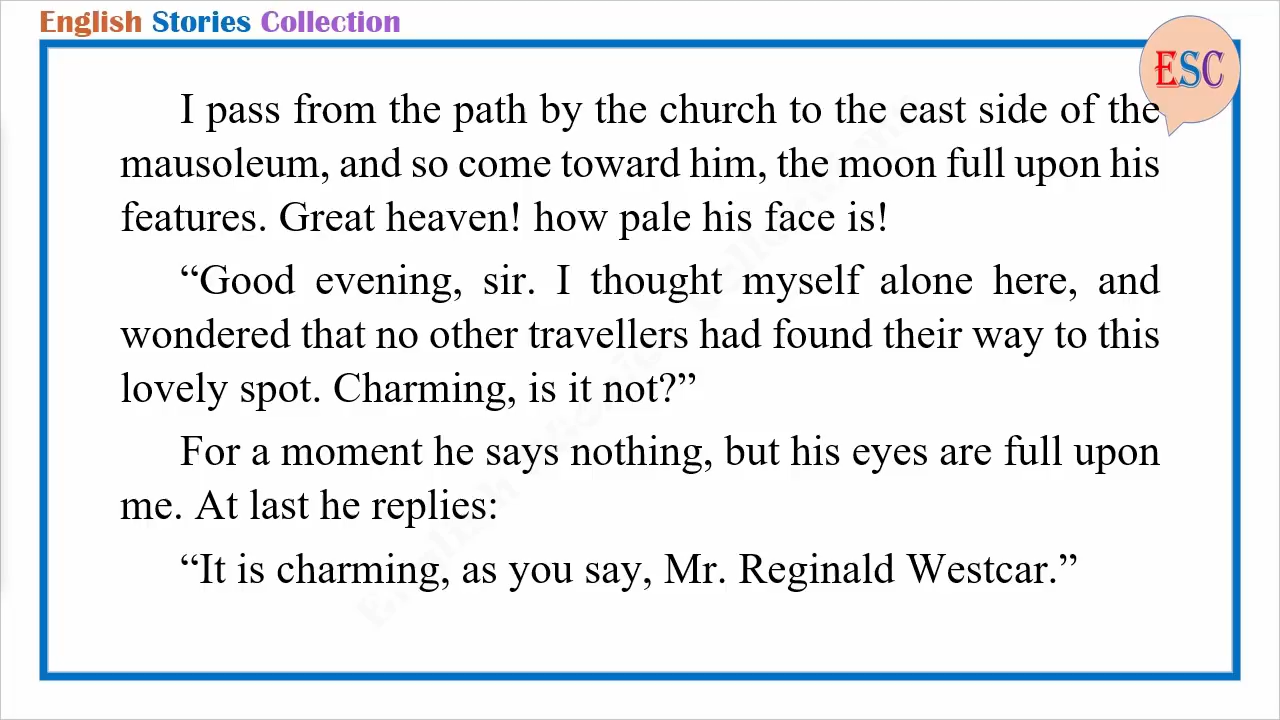 English Stories Collection
ESC
I pass from the path by the church to the east side of the
mausoleum, and so come toward him, the moon full upon his
features. Great heaven! how pale his face is!
“Good evening, sir. I thought myself alone here, and
wondered that no other travellers had found their way to this
lovely spot. Charming, is it not?”
For a moment he says nothing, but his eyes are full upon
me. At last he replies:
“It is charming, as you say, Mr. Reginald Westcar.”